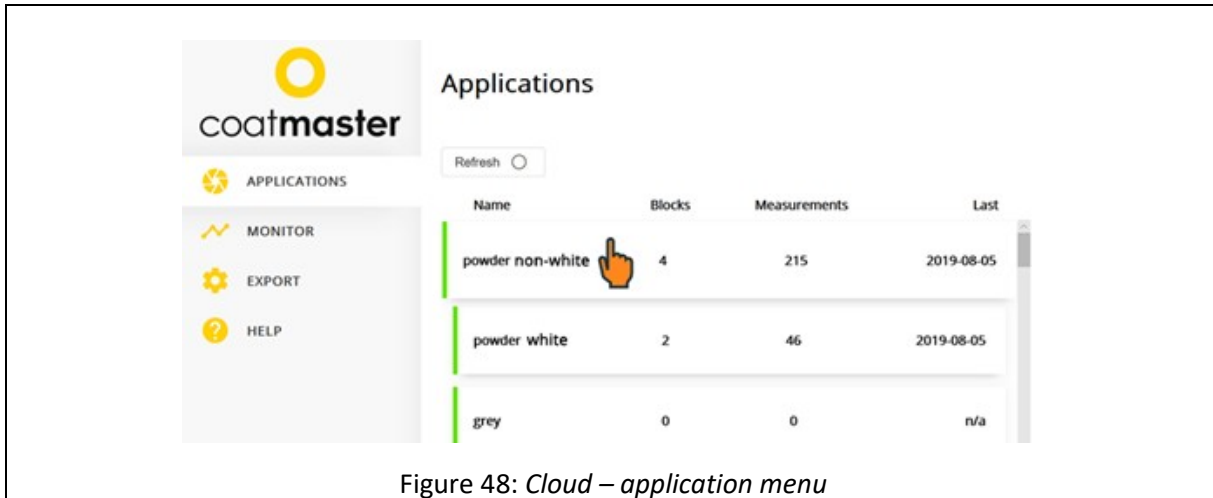 coatmaster
APPLICATIONS
MONITOR
EXPORT
HELP
Applications
Refresh
Name Blocks Measurements Last
powder non-white 4 215 2019-08-05
powder white 2 46 2019-08-05
grey 0 0 n/a
Figure 48: Cloud – application menu